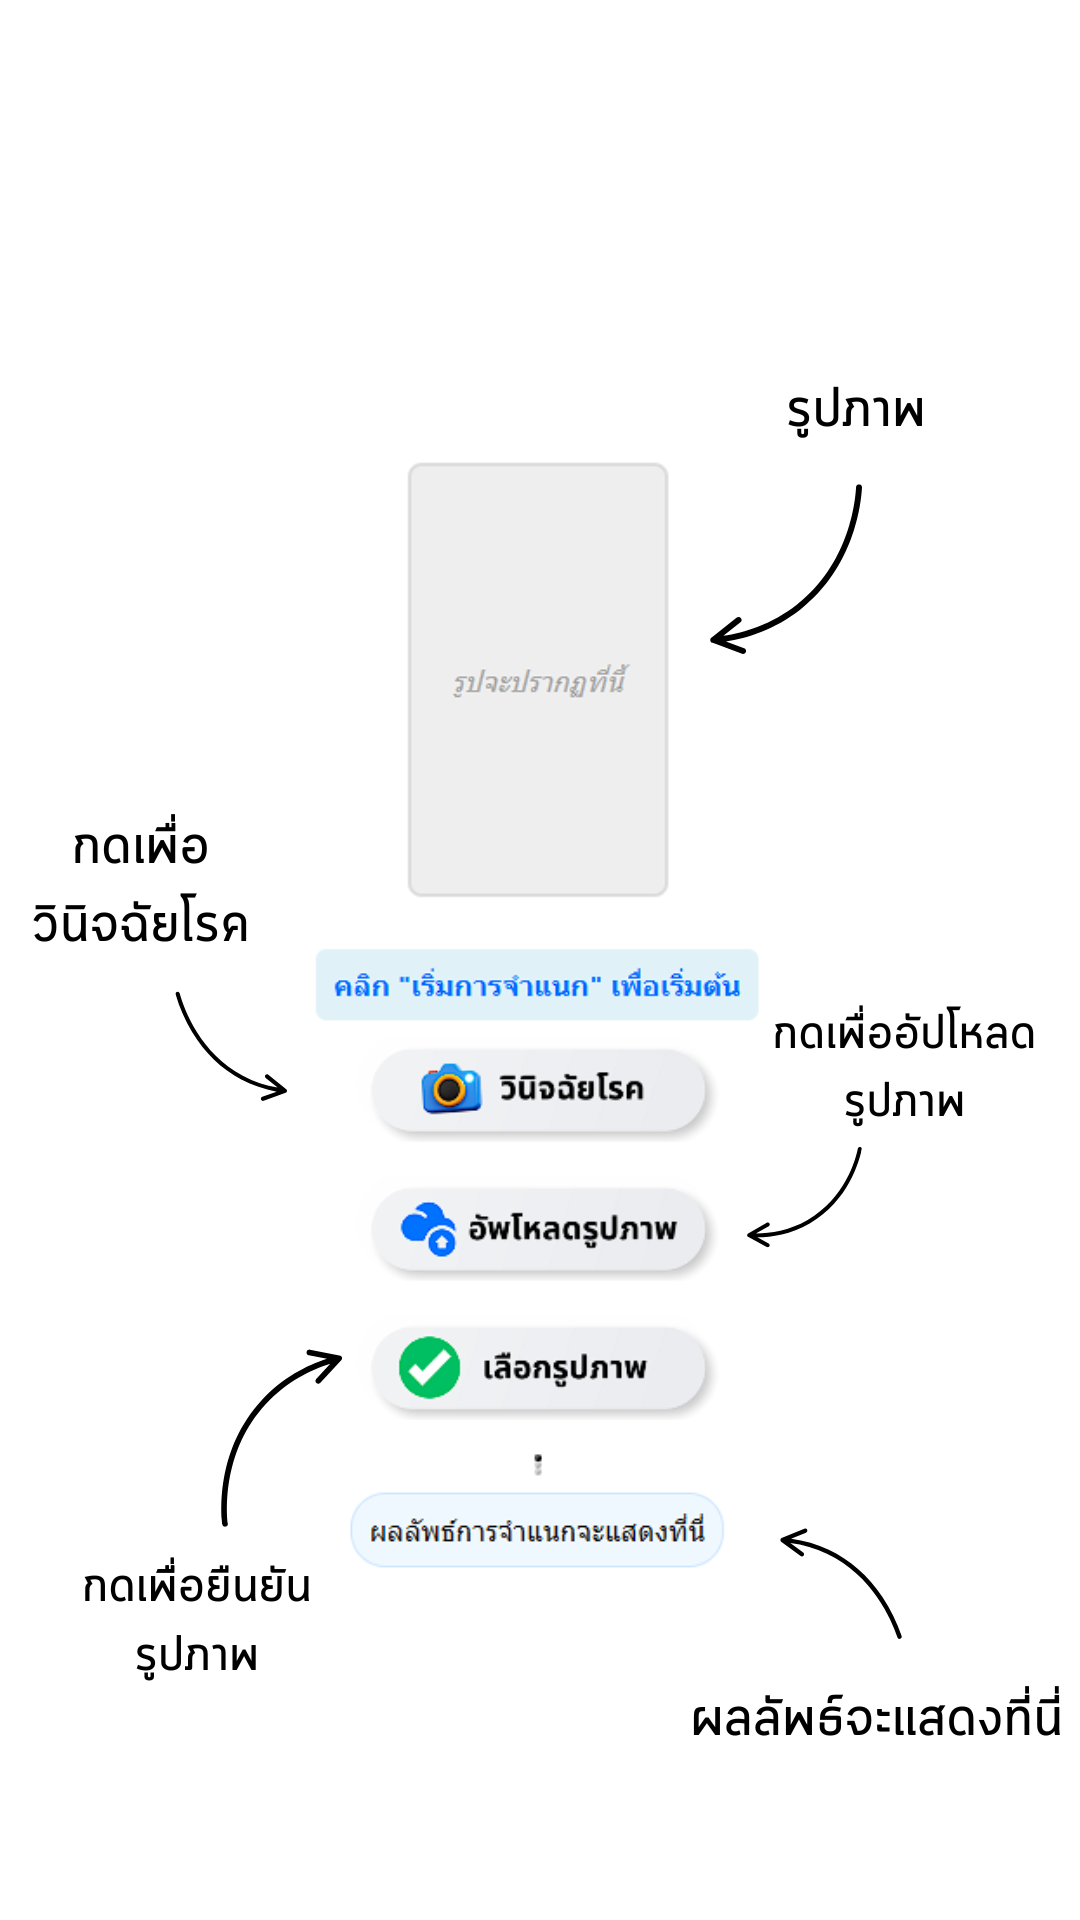 รูปภาพ
รูปจะปรากฏที่นี้
กดเพื่อ
วินิจฉัยโรค
คลิก "เริ่มการจำแนก" เพื่อเริ่มต้น
กดเพื่ออัปโหลด
รูปภาพ
วินิจฉัยโรค
อัพโหลดรูปภาพ
เลือกรูปภาพ
ผลลัพธ์การจำแนกจะแสดงที่นี่
กดเพื่อยืนยัน
รูปภาพ
ผลลัพธ์จะแสดงที่นี่